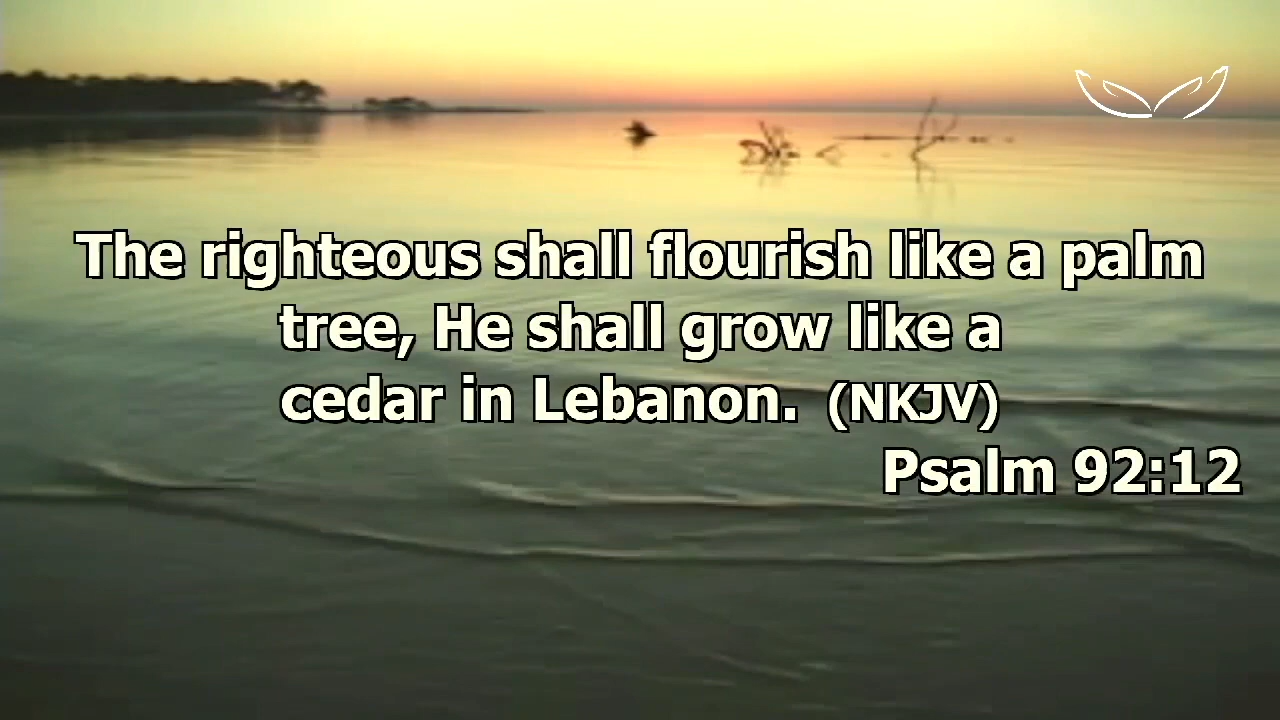 The righteous shall flourish like a palm
tree, He shall grow like a
cedar in Lebanon. (NKJV)
Psalm 92:12